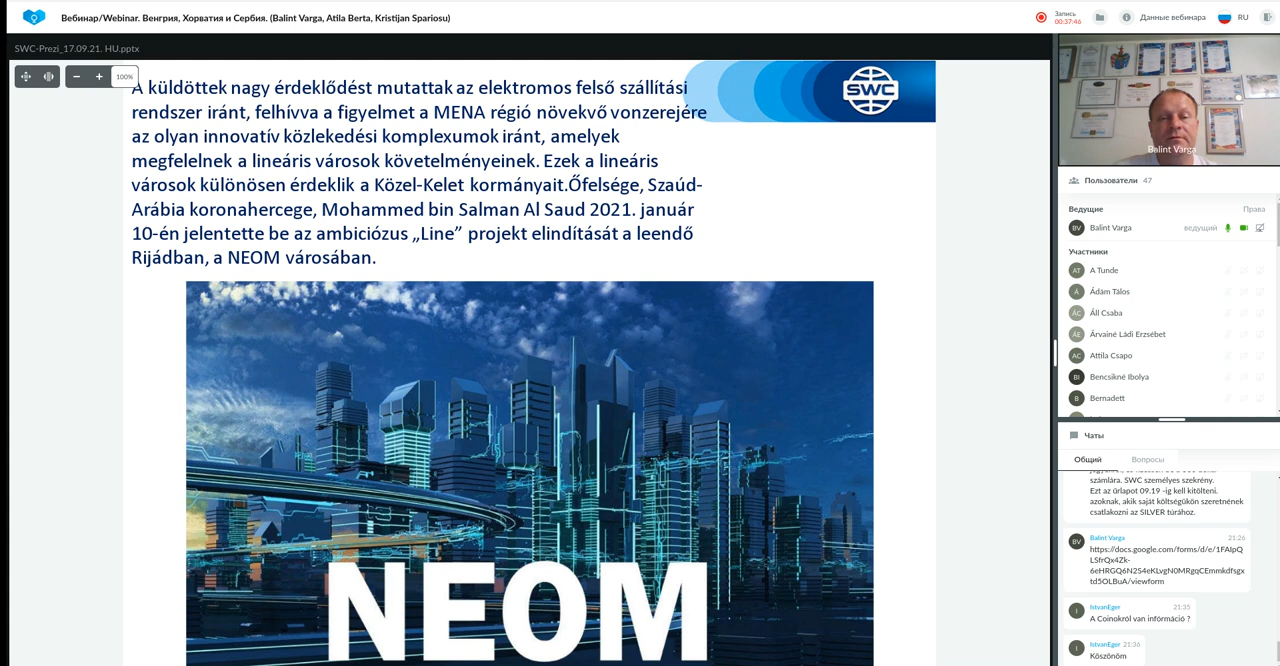 Вебинар/Webinar. Венгрия, Хорватия и Сербия. (Balint Varga, Atila Berta, Kristijan Spariosu)
Запись
00:37:46
Данные вебинара
RU
SWC-Prezi_17.09.21. HU.pptx
100%
A küldöttek nagy érdeklődést mutattak az elektromos felső szállítási
rendszer iránt, felhívva a figyelmet a MENA régió növekvő vonzerejére
az olyan innovatív közlekedési komplexumok iránt, amelyek
megfelelnek a lineáris városok követelményeinek. Ezek a lineáris
városok különösen érdeklik a Közel-Kelet kormányait.Őfelsége, Szaúd-
Arábia koronahercege, Mohammed bin Salman Al Saud 2021. január
10-én jelentette be az ambiciózus „Line” projekt elindítását a leendő
Rijádban, a NEOM városában.
SWC
NEOM
Balint Varga
Пользователи 47
Ведущие Права
BV Balint Varga ведущий
Участники
AT A Tunde
Á Ádám Tálos
ÁC Áll Csaba
ÁE Árvainé Ládi Erzsébet
AC Attila Csapo
BI Bencsikné Ibolya
B Bernadett
Чаты
Общий Вопросы
számlára. SWC személyes szekrény.
Ezt az űrlapot 09.19 -ig kell kitölteni.
azoknak, akik saját költségükön szeretnének
csatlakozni az SILVER túrához.
BV Balint Varga 21:26
https://docs.google.com/forms/d/e/1FAIpQ
LSfrQx4Zk-
6eHRGQ6N2S4eKLvgN0MRgqCEmmkdfsgx
td5OLBuA/viewform
I IstvanEger 21:35
A Coinokról van infórmáció ?
I IstvanEger 21:36
Köszönöm